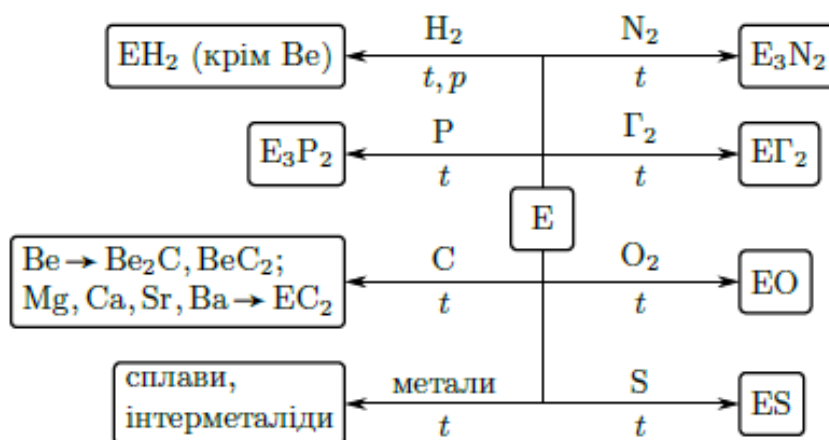 H₂ N₂
EH₂ (крім Be) E₃N₂
t, p t
P Г₂
E₃P₂ EГ₂
t t
E
Be → Be₂C, BeC₂; C O₂
Mg, Ca, Sr, Ba → EC₂ EO
t t
сплави, метали S
інтерметаліди ES
t t